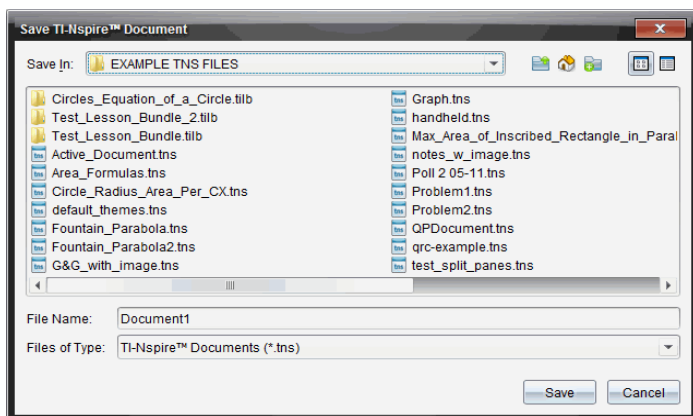 Save TI-Nspire™ Document
Save In: EXAMPLE TNS FILES
Circles_Equation_of_a_Circle.tilb
Test_Lesson_Bundle_2.tilb
Test_Lesson_Bundle.tilb
Active_Document.tns
Area_Formulas.tns
Circle_Radius_Area_Per_CX.tns
default_themes.tns
Fountain_Parabola.tns
Fountain_Parabola2.tns
G&G_with_image.tns
Graph.tns
handheld.tns
Max_Area_of_Inscribed_Rectangle_in_Paral
notes_w_image.tns
Poll 2 05-11.tns
Problem1.tns
Problem2.tns
QPDocument.tns
qrc-example.tns
test_split_panes.tns
File Name: Document1
Files of Type: TI-Nspire™ Documents (*.tns)
Save Cancel